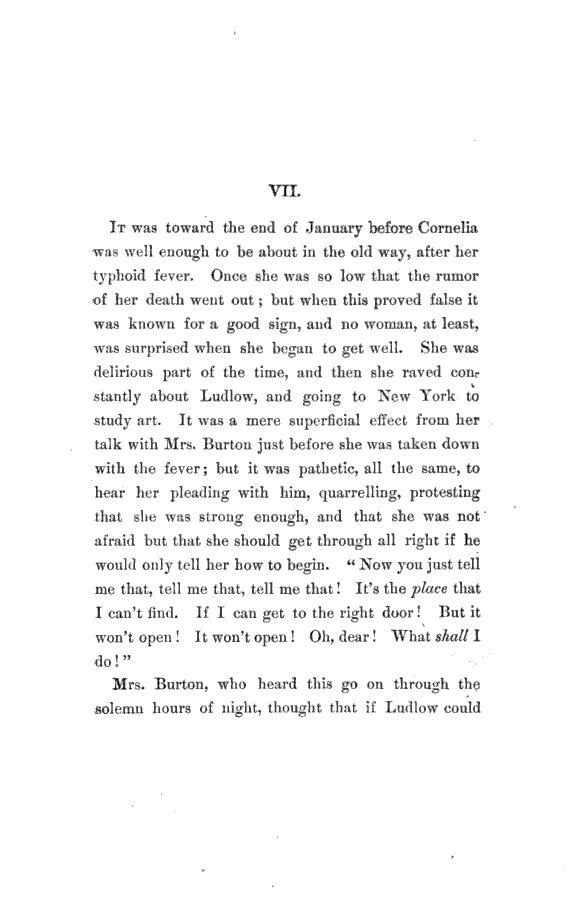 VII.
It was toward the end of January before Cornelia
was well enough to be about in the old way, after her
typhoid fever. Once she was so low that the rumor
of her death went out ; but when this proved false it
was known for a good sign, and no woman, at least,
was surprised when she began to get well. She was
delirious part of the time, and then she raved con-
stantly about Ludlow, and going to New York to
study art. It was a mere superficial effect from her
talk with Mrs. Burton just before she was taken down
with the fever ; but it was pathetic, all the same, to
hear her pleading with him, quarrelling, protesting
that she was strong enough, and that she was not
afraid but that she should get through all right if he
would only tell her how to begin. “ Now you just tell
me that, tell me that, tell me that ! It's the place that
I can't find. If I can get to the right door ! But it
won't open ! It won't open ! Oh, dear ! What shall I
do ! ”
Mrs. Burton, who heard this go on through the
solemn hours of night, thought that if Ludlow could